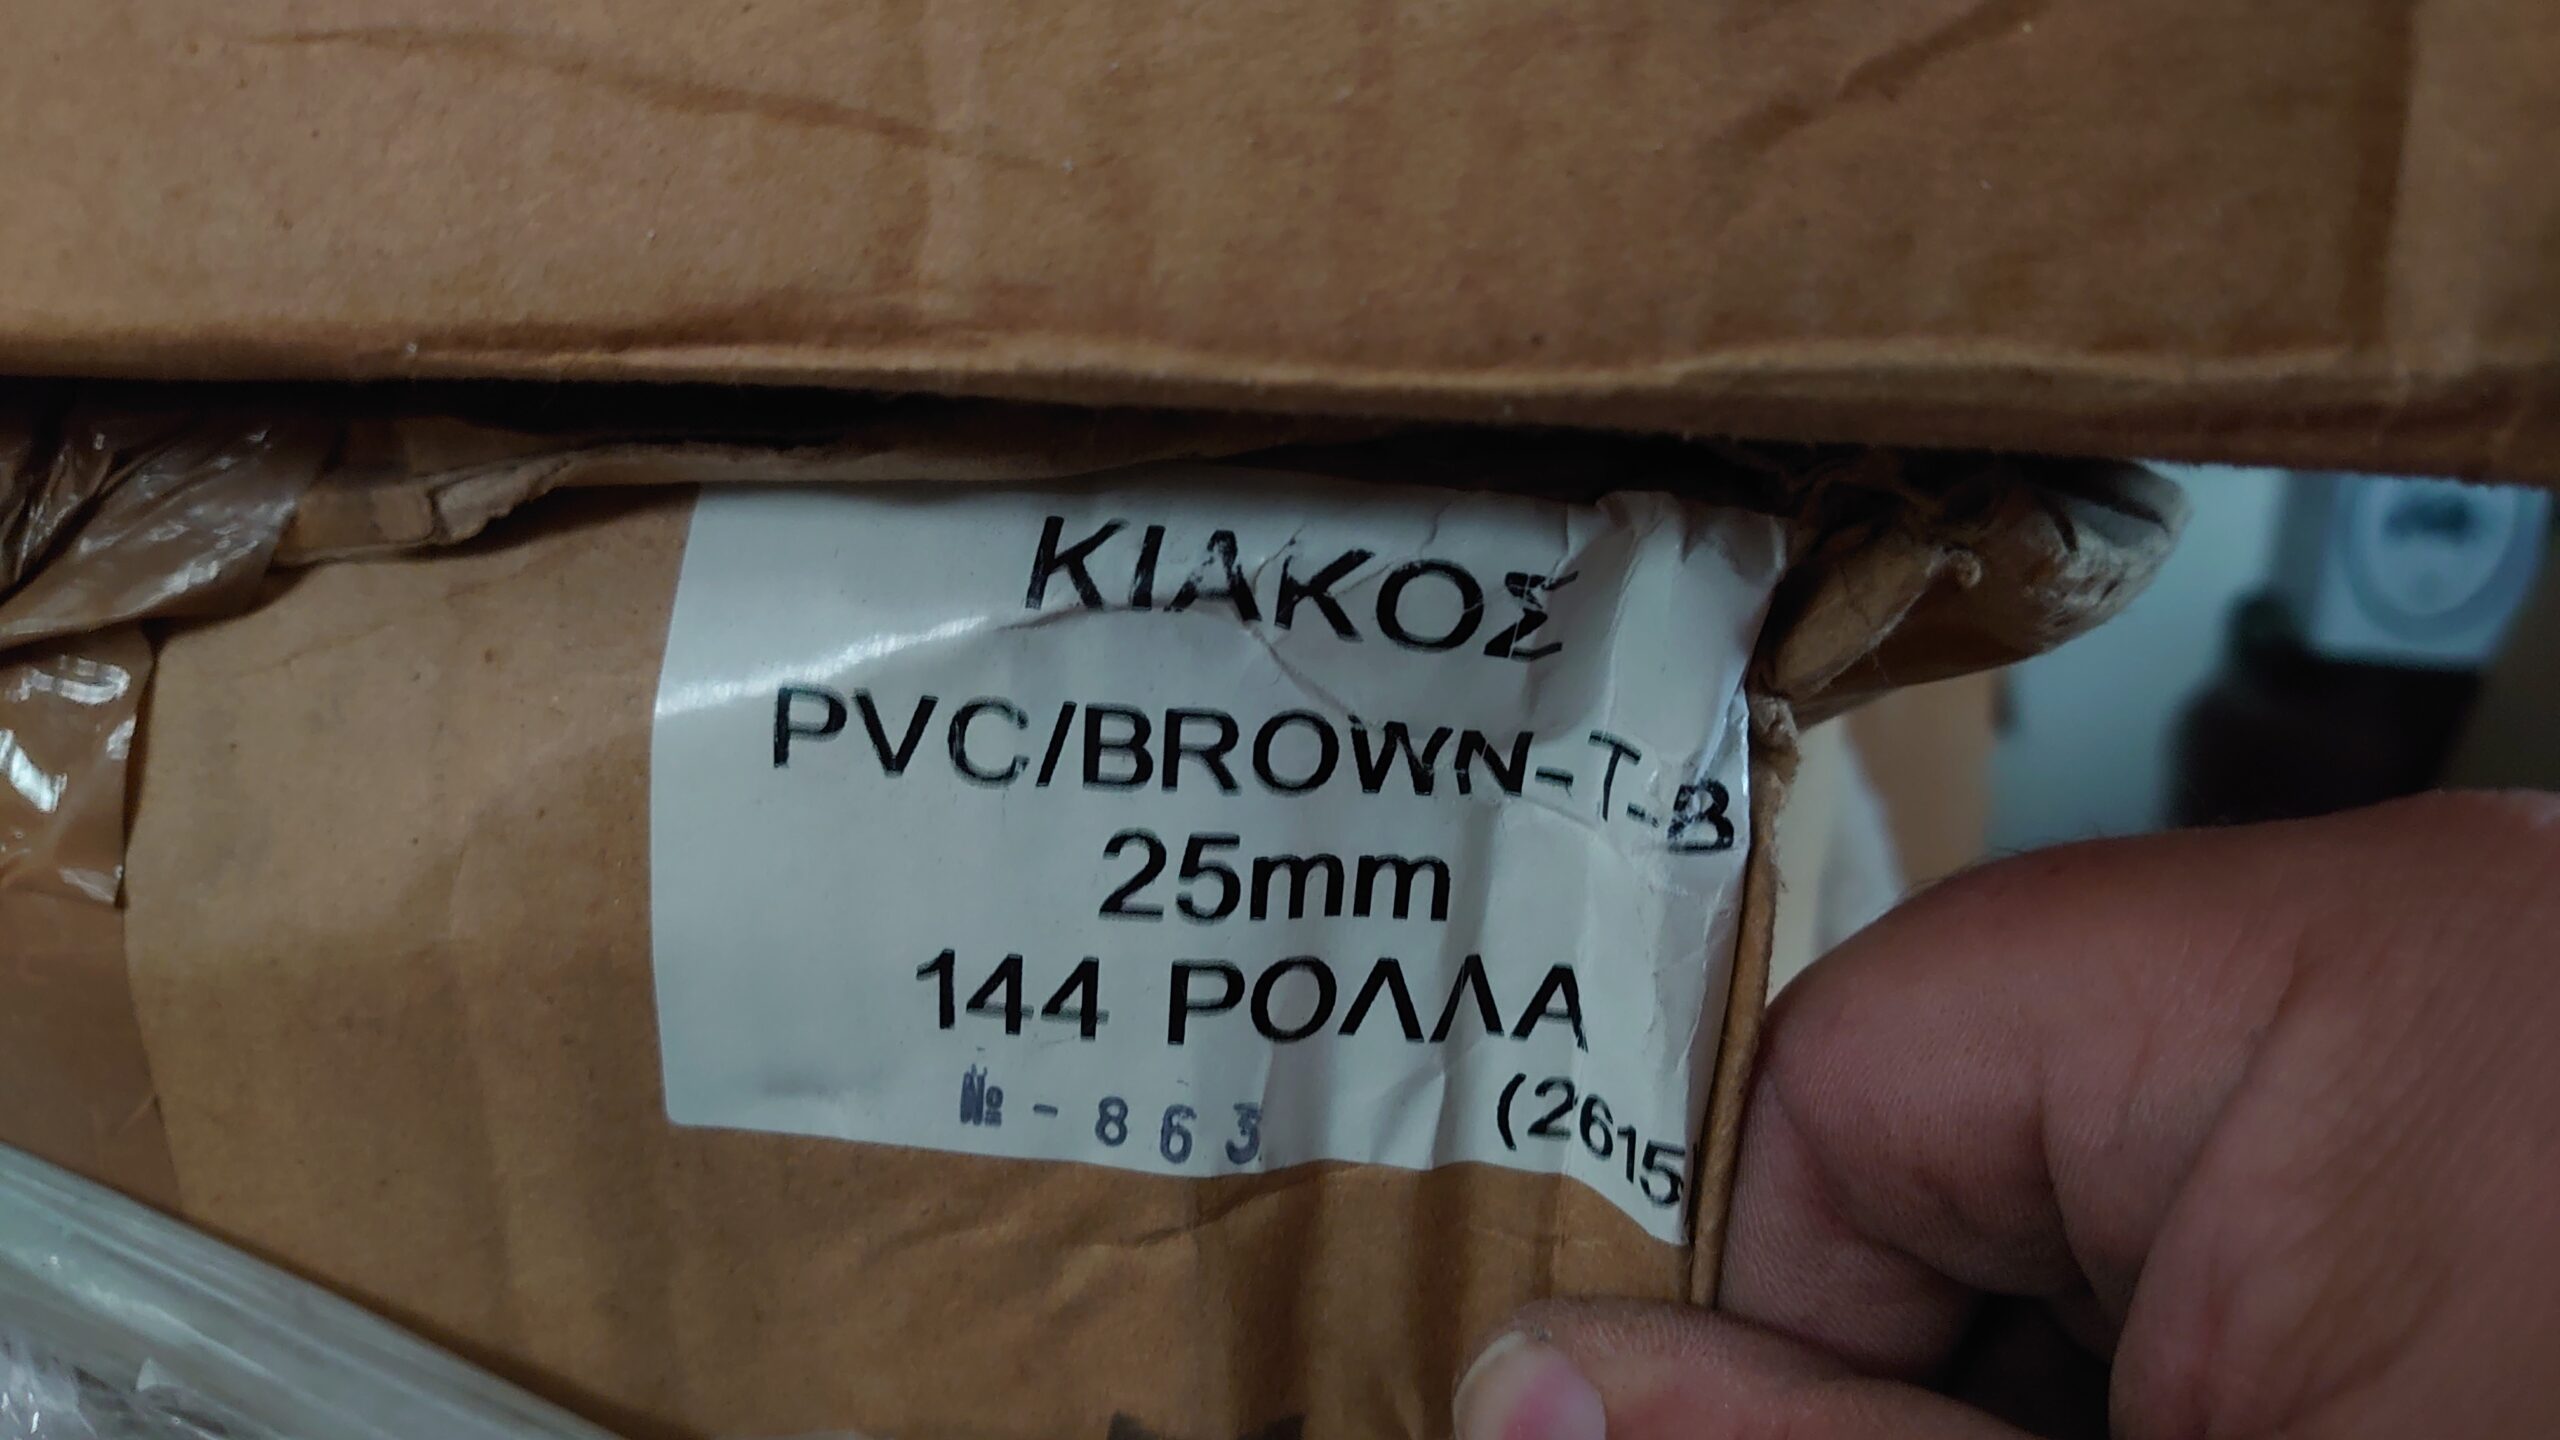 ΚΙΑΚΟΣ
PVC/BROWN-T-B
25mm
144 ΡΟΛΛΑ
№ - 863
(2615